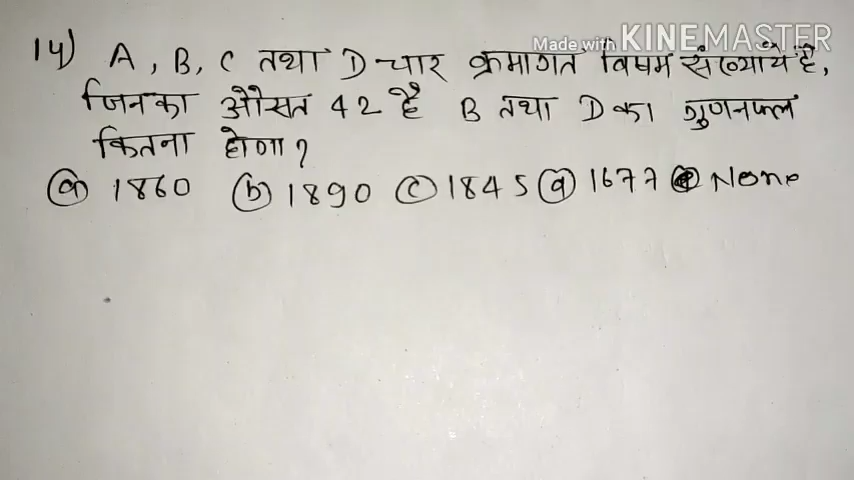 Made with KINEMASTER
14) A, B, C तथा D चार क्रमागत विषम संख्यायें हैं,
जिनका औसत 42 है B तथा D का गुणनफल
कितना होगा ?
(a) 1860 (b) 1890 (c) 1845 (d) 1677 (e) None